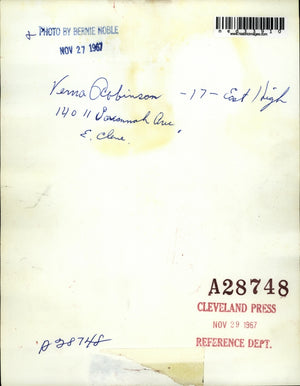 PHOTO BY BERNIE NOBLE
NOV 27 1967
Verna Robinson - 17 - East High
14011 Savannah Ave,
E. Cleve.
A28748
CLEVELAND PRESS
NOV 29 1967
REFERENCE DEPT.
A28748